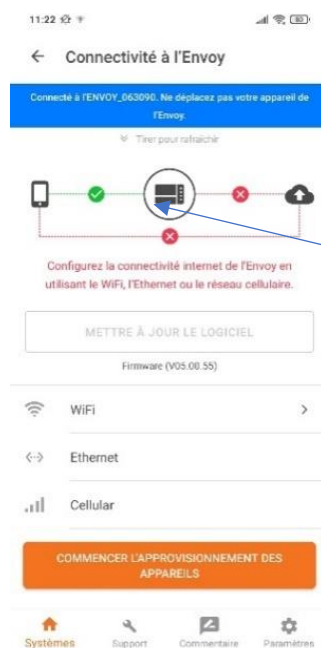 11:22
80
← Connectivité à l'Envoy
Connecté à l'ENVOY_063090. Ne déplacez pas votre appareil de
l'Envoy.
Tirer pour rafraîchir
Configurez la connectivité internet de l'Envoy en
utilisant le WiFi, l'Ethernet ou le réseau cellulaire.
METTRE À JOUR LE LOGICIEL
Firmware (V05.00.55)
WiFi
Ethernet
Cellular
COMMENCER L'APPROVISIONNEMENT DES
APPAREILS
Systèmes Support Commentaire Paramètres